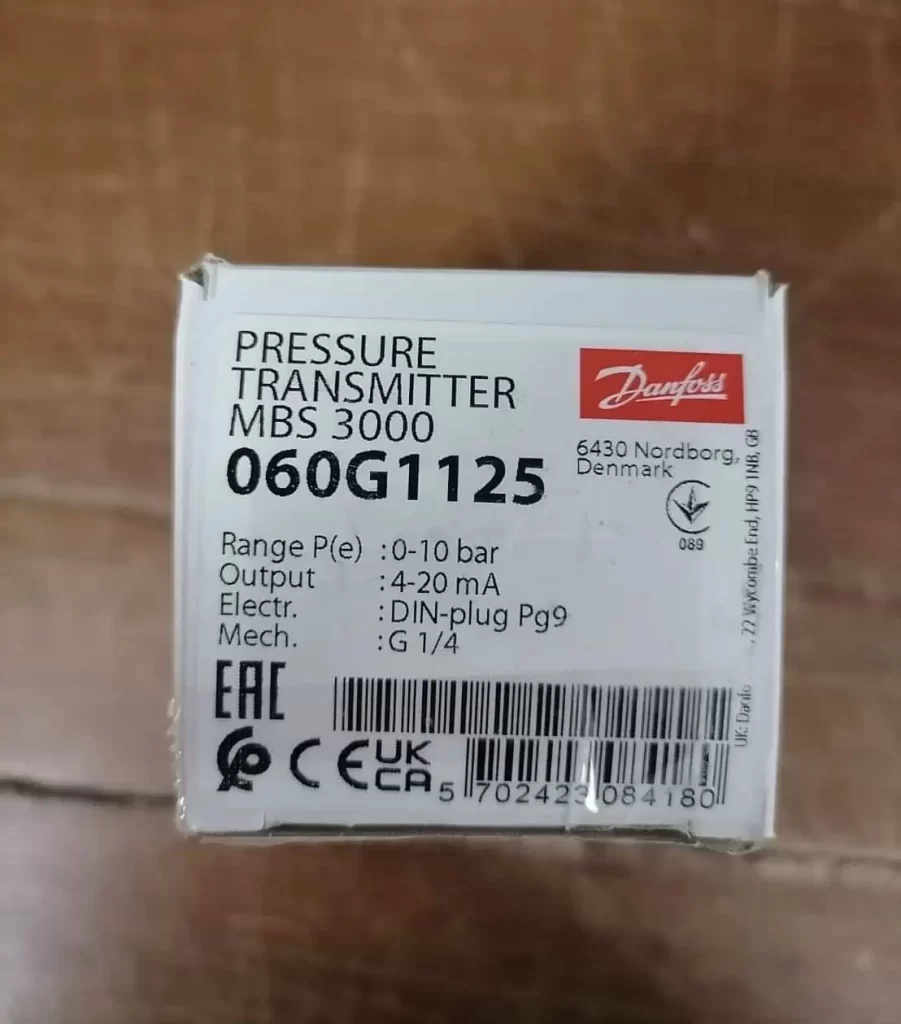 PRESSURE
TRANSMITTER
MBS 3000
060G1125
Danfoss
6430 Nordborg,
Denmark
089
Range P(e) :0-10 bar
Output :4-20 mA
Electr. :DIN-plug Pg9
Mech. :G 1/4
EAC
CE UK
CA
5 702423 084180
UK: 22 Wycombe End, HP9 1NB, GB